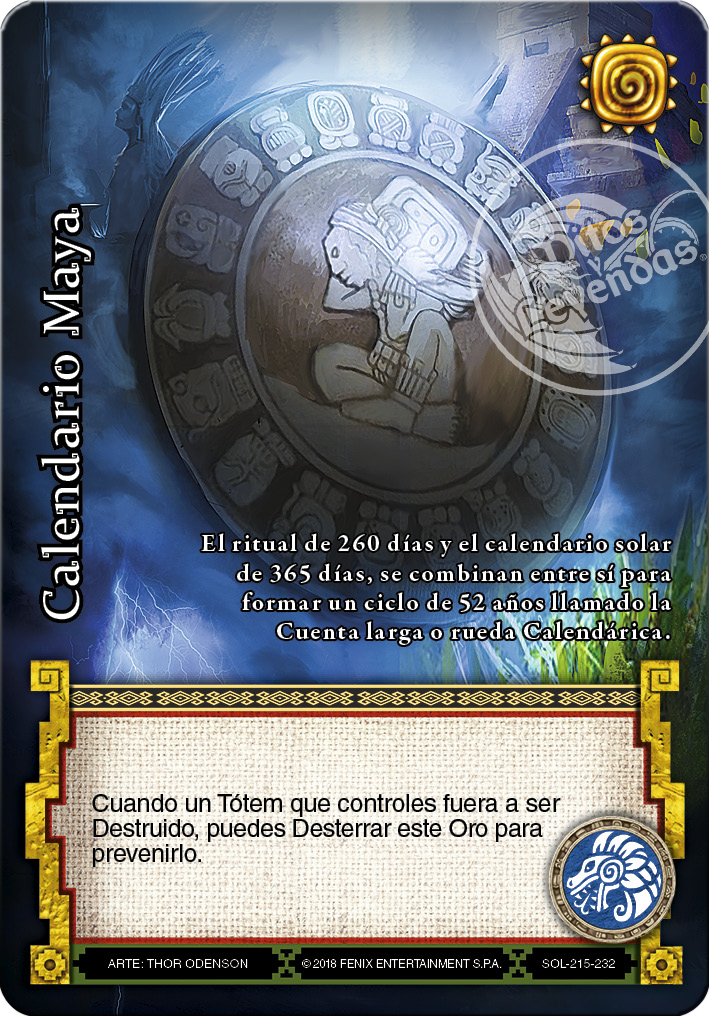 Calendario Maya
Mitos
y
Leyendas
El ritual de 260 días y el calendario solar
de 365 días, se combinan entre sí para
formar un ciclo de 52 años llamado la
Cuenta larga o rueda Calendárica.
Cuando un Tótem que controles fuera a ser
Destruido, puedes Desterrar este Oro para
prevenirlo.
ARTE: THOR ODENSON
©2018 FENIX ENTERTAINMENT S.P.A.
SOL-215-232